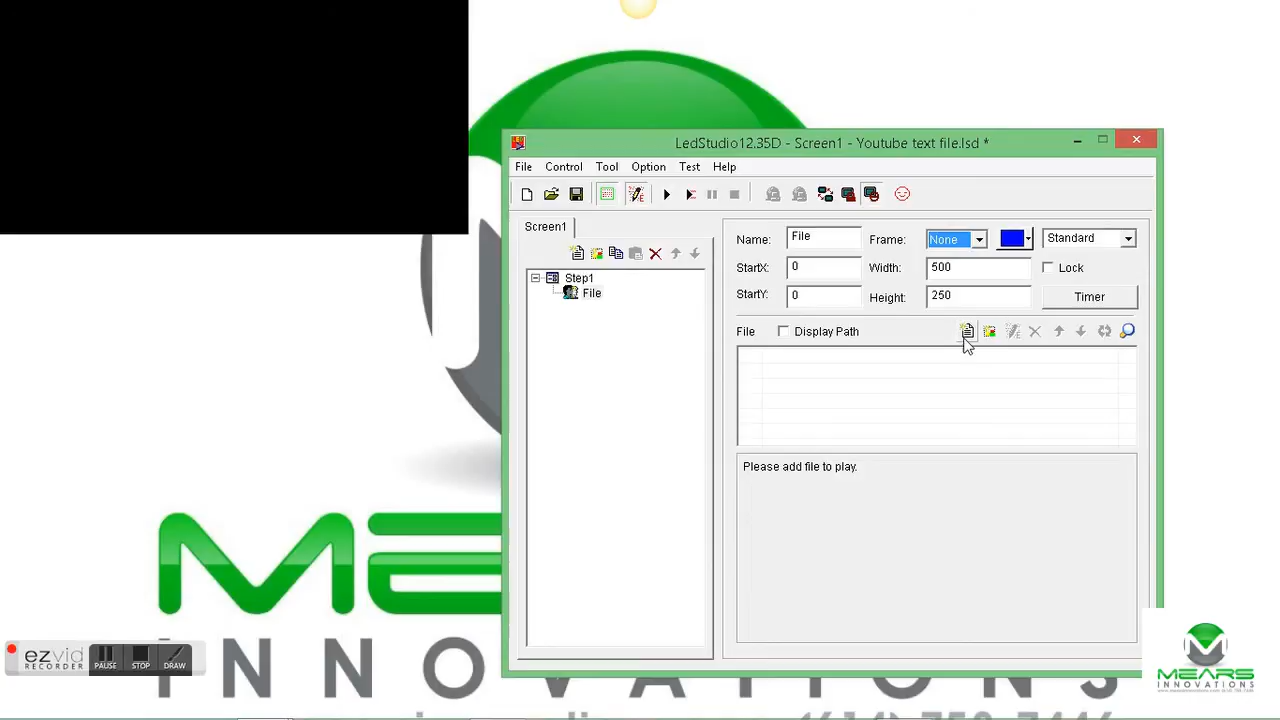 LedStudio12.35D - Screen1 - Youtube text file.lsd *
File Control Tool Option Test Help
Screen1
Name: File Frame: None Standard
StartX: 0 Width: 500 Lock
StartY: 0 Height: 250 Timer
Step1
File
File Display Path
Please add file to play.
ezvid
RECORDER
PAUSE STOP DRAW
MEARS
INNOVATIONS